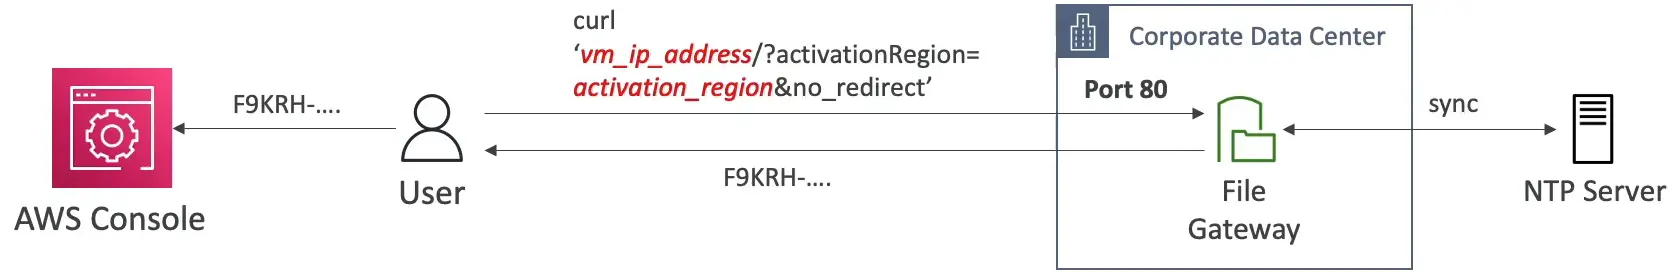 curl
‘vm_ip_address/?activationRegion=
activation_region&no_redirect’
Corporate Data Center
Port 80
sync
F9KRH-....
F9KRH-....
AWS Console
User
File
Gateway
NTP Server